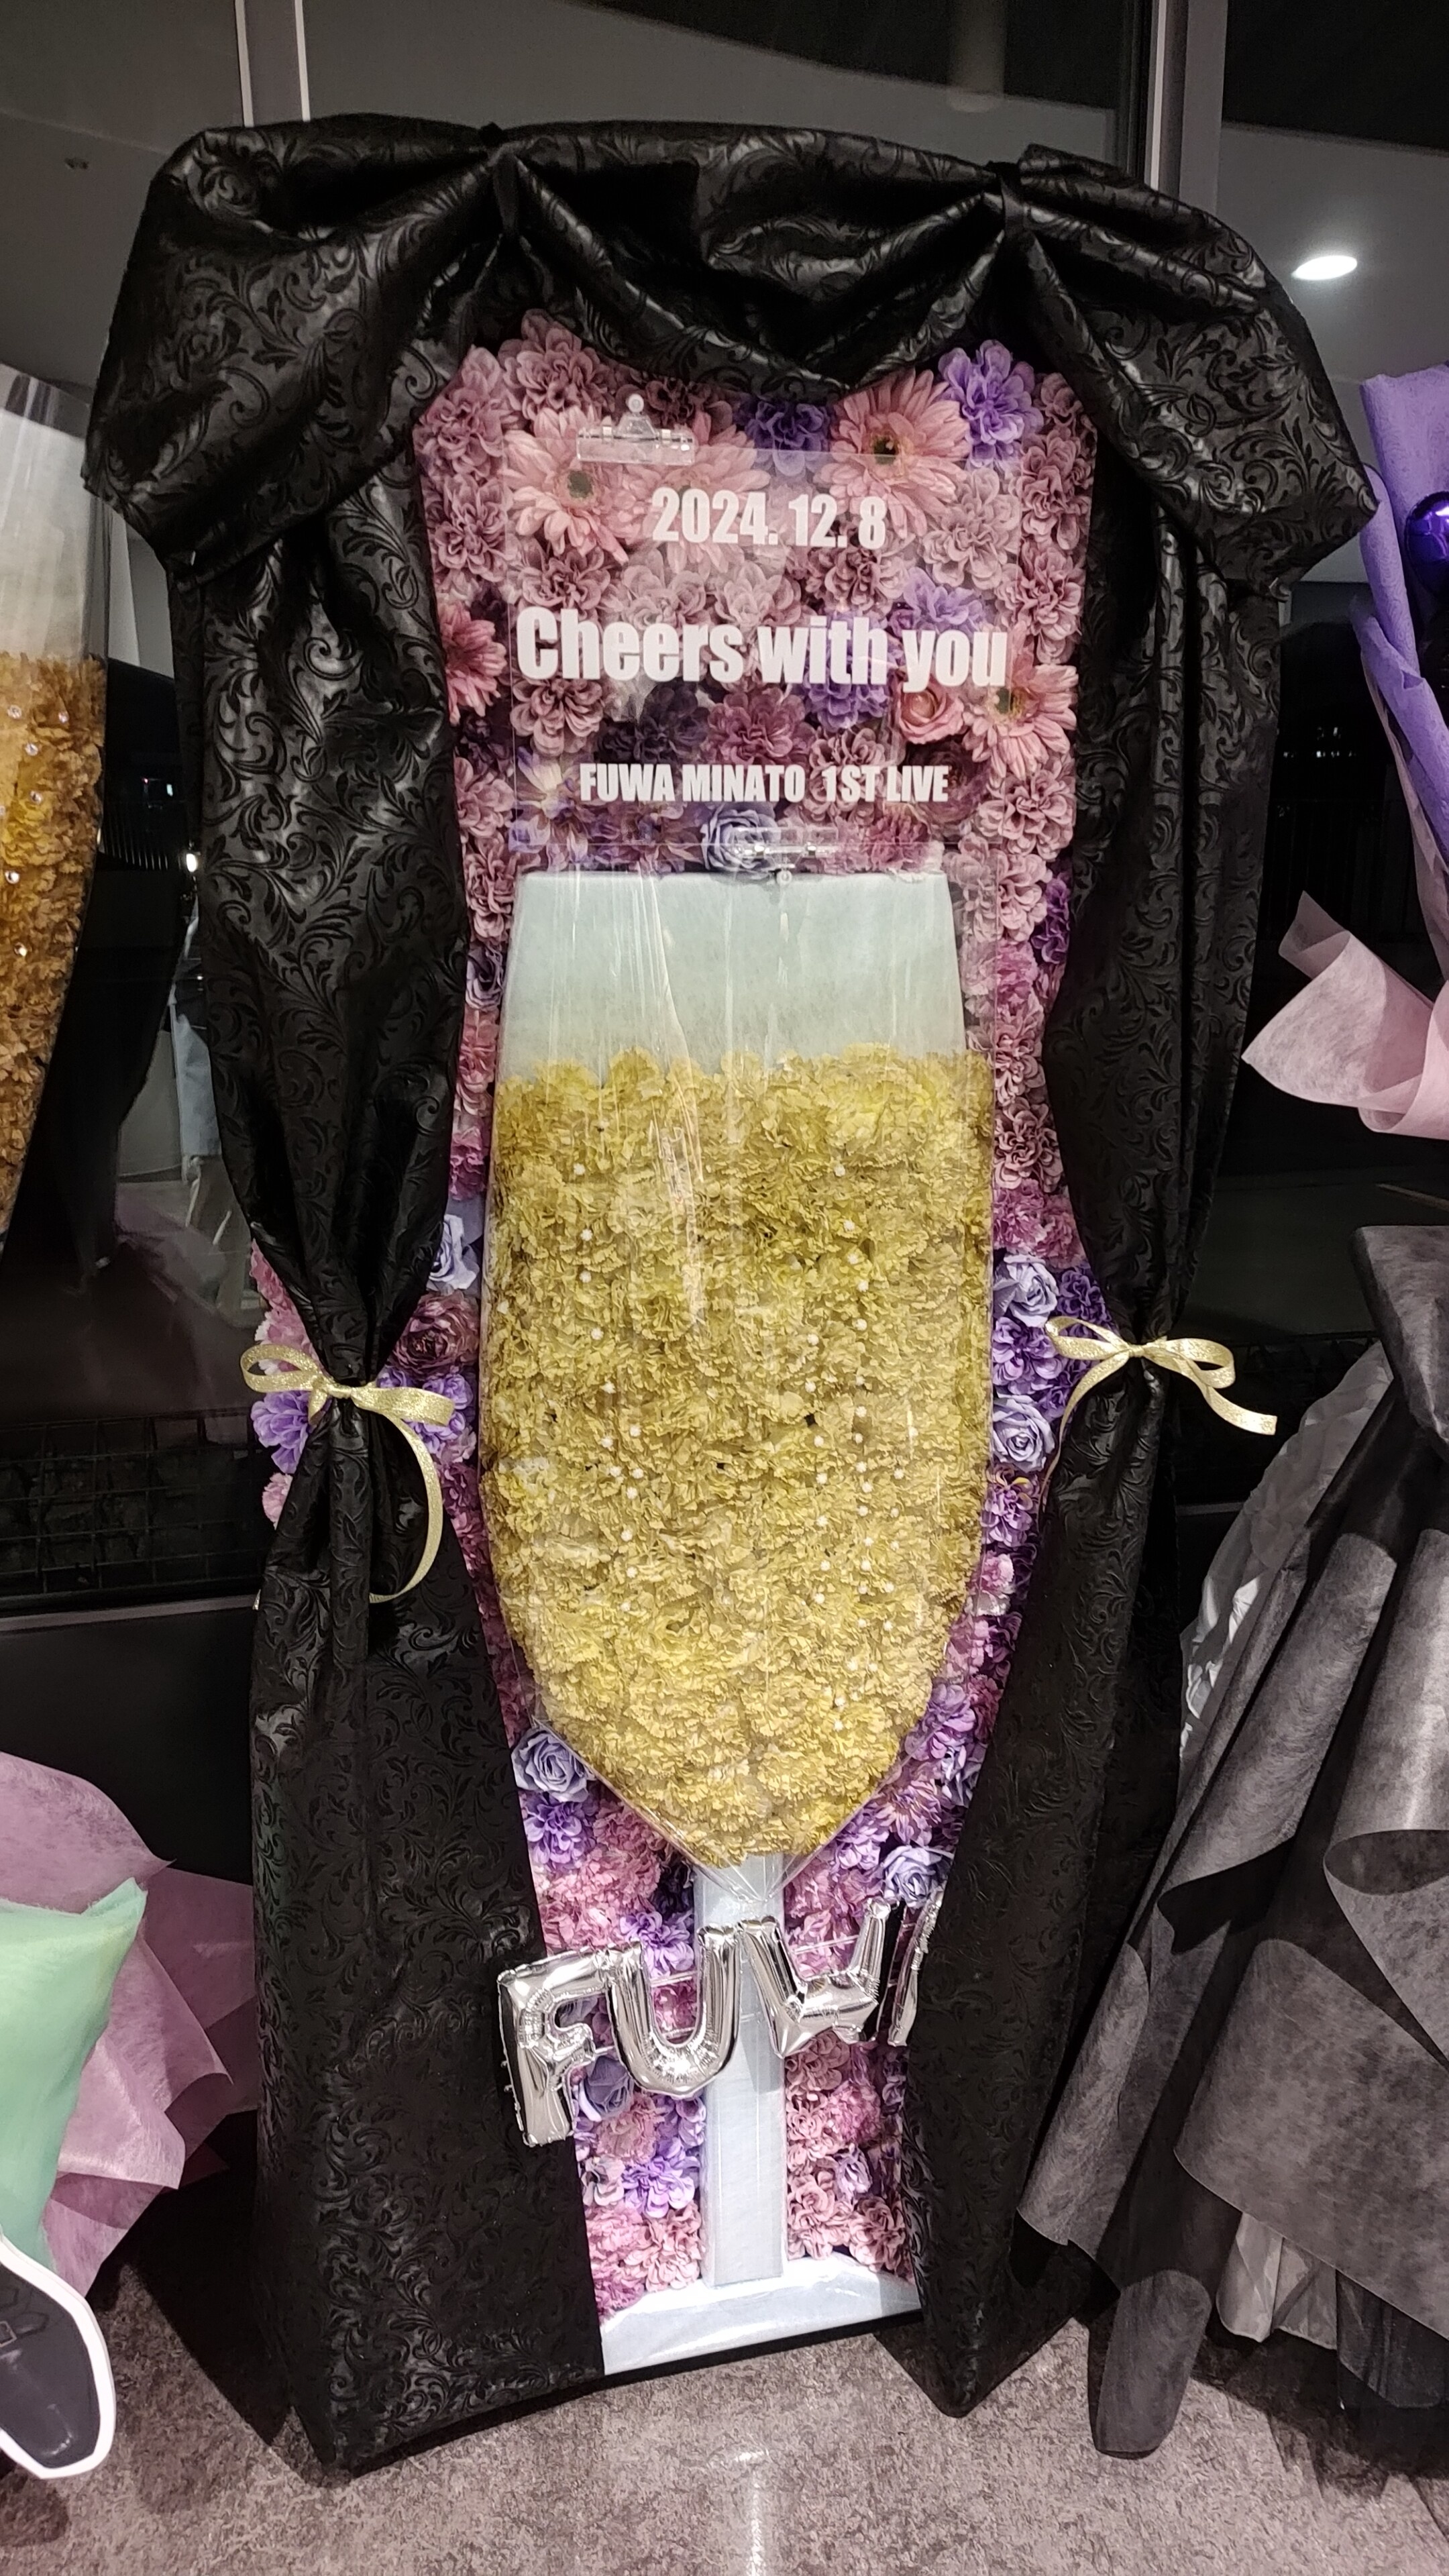 2024. 12. 8
Cheers with you
FUWA MINATO 1ST LIVE
FUW